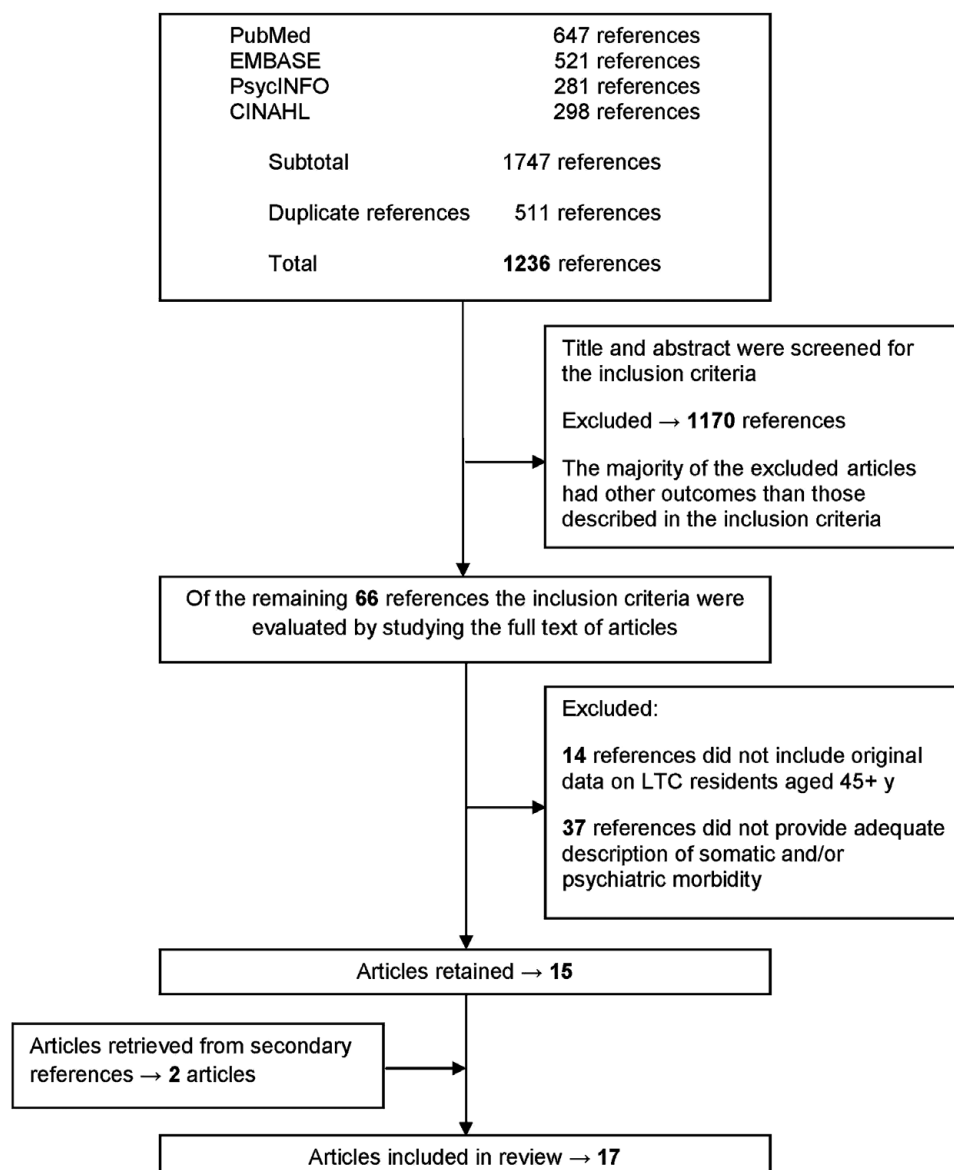 PubMed 647 references
EMBASE 521 references
PsycINFO 281 references
CINAHL 298 references
Subtotal 1747 references
Duplicate references 511 references
Total 1236 references
Title and abstract were screened for
the inclusion criteria
Excluded → 1170 references
The majority of the excluded articles
had other outcomes than those
described in the inclusion criteria
Of the remaining 66 references the inclusion criteria were
evaluated by studying the full text of articles
Excluded:
14 references did not include original
data on LTC residents aged 45+ y
37 references did not provide adequate
description of somatic and/or
psychiatric morbidity
Articles retained → 15
Articles retrieved from secondary
references → 2 articles
Articles included in review → 17